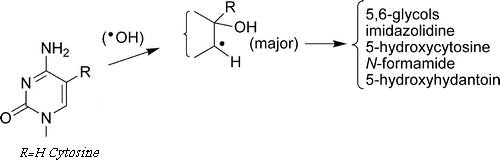 NH2
N
R
O
N
R=H Cytosine
(•OH)
R
OH
•
H
(major)
5,6-glycols
imidazolidine
5-hydroxycytosine
N-formamide
5-hydroxyhydantoin